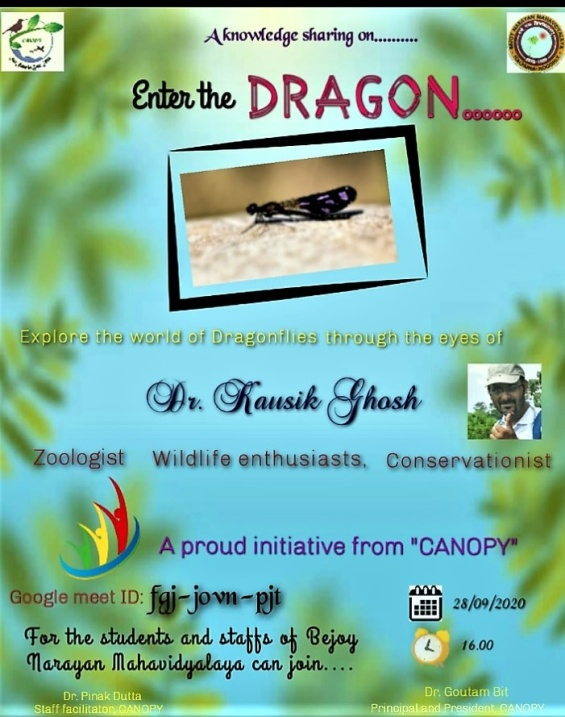 CANOPY
A knowledge sharing on..........
Enter the DRAGON......
Explore the world of Dragonflies through the eyes of
Dr. Kausik Ghosh
Zoologist Wildlife enthusiasts, Conservationist
A proud initiative from "CANOPY"
Google meet ID: fgj-jovn-pjt
28/09/2020
For the students and staffs of Bejoy
Narayan Mahavidyalaya can join....
16.00
Dr. Pinak Dutta
Staff facilitator, CANOPY
Dr. Goutam Bit
Principal and President, CANOPY